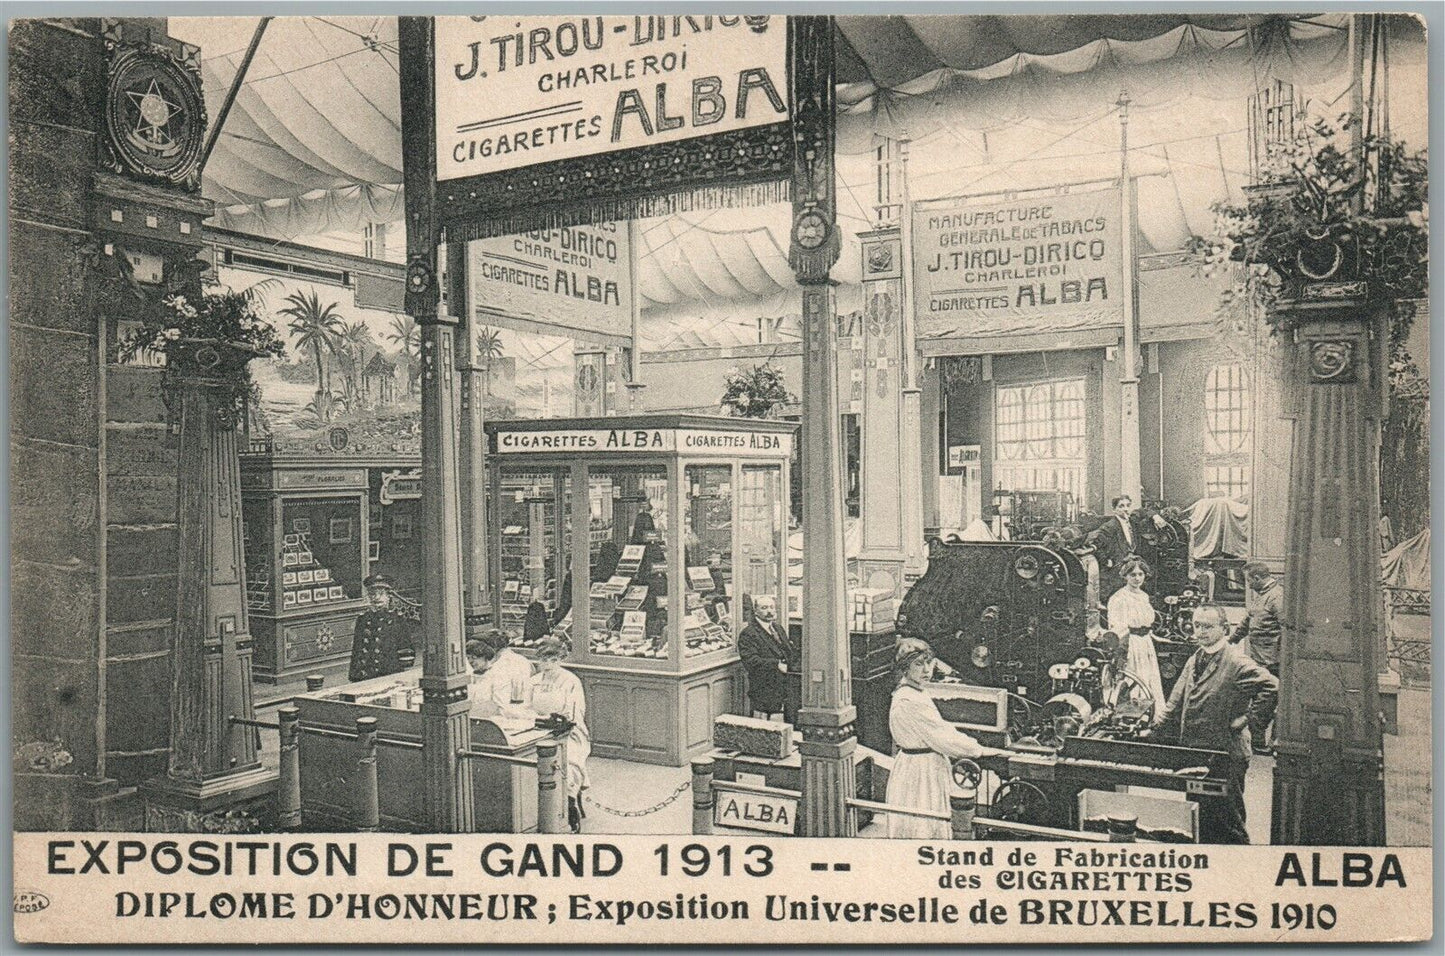 J. TIROU-DIRICQ
CHARLEROI
CIGARETTES ALBA
TIROU-DIRICQ
CHARLEROI
CIGARETTES ALBA
MANUFACTURE
GENERALE DE TABACS
J. TIROU-DIRICQ
CHARLEROI
CIGARETTES ALBA
CIGARETTES ALBA CIGARETTES ALBA
ALBA
EXPOSITION DE GAND 1913 --
Stand de Fabrication
des CIGARETTES
ALBA
DIPLOME D'HONNEUR ; Exposition Universelle de BRUXELLES 1910